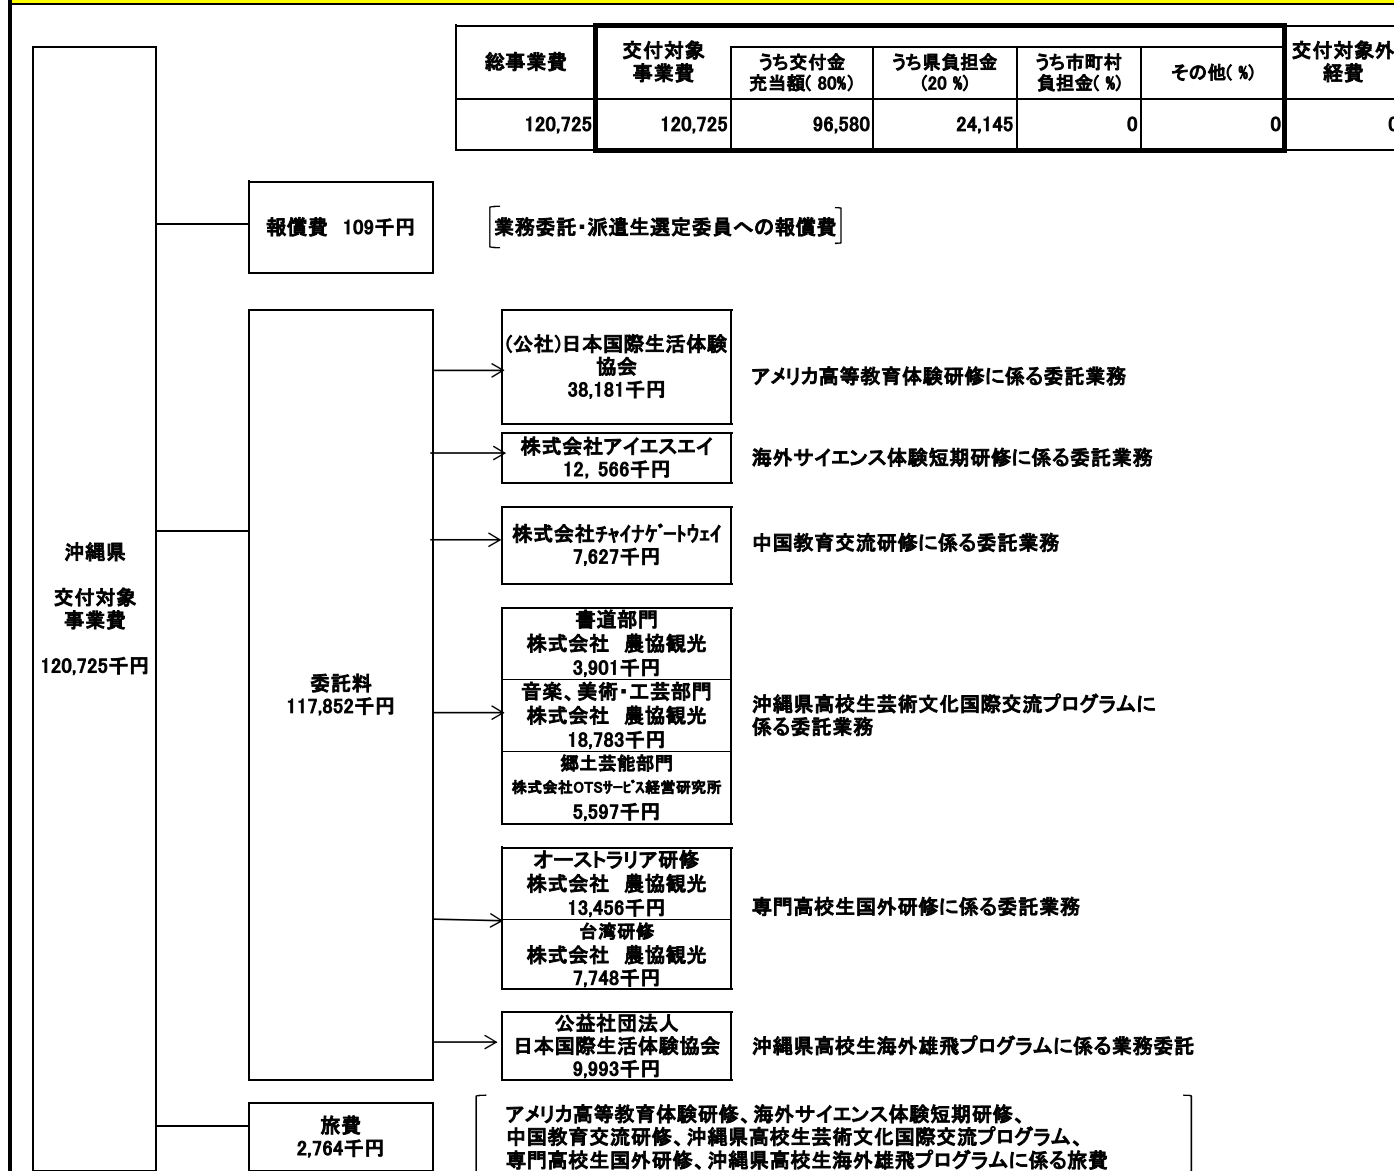 総事業費
交付対象
事業費
うち交付金
充当額( 80%)
うち県負担金
(20 %)
うち市町村
負担金( %)
その他( %)
交付対象外
経費
120,725
120,725
96,580
24,145
0
0
0
沖縄県
交付対象
事業費
120,725千円
報償費 109千円
業務委託・派遣生選定委員への報償費
委託料
117,852千円
(公社)日本国際生活体験
協会
38,181千円
アメリカ高等教育体験研修に係る委託業務
株式会社アイエスエイ
12, 566千円
海外サイエンス体験短期研修に係る委託業務
株式会社ﾁｬｲﾅｹﾞｰﾄｳｪｲ
7,627千円
中国教育交流研修に係る委託業務
書道部門
株式会社 農協観光
3,901千円
音楽、美術・工芸部門
株式会社 農協観光
18,783千円
郷土芸能部門
株式会社OTSｻｰﾋﾞｽ経営研究所
5,597千円
沖縄県高校生芸術文化国際交流プログラムに
係る委託業務
オーストラリア研修
株式会社 農協観光
13,456千円
台湾研修
株式会社 農協観光
7,748千円
専門高校生国外研修に係る委託業務
公益社団法人
日本国際生活体験協会
9,993千円
沖縄県高校生海外雄飛プログラムに係る業務委託
旅費
2,764千円
アメリカ高等教育体験研修、海外サイエンス体験短期研修、
中国教育交流研修、沖縄県高校生芸術文化国際交流プログラム、
専門高校生国外研修、沖縄県高校生海外雄飛プログラムに係る旅費